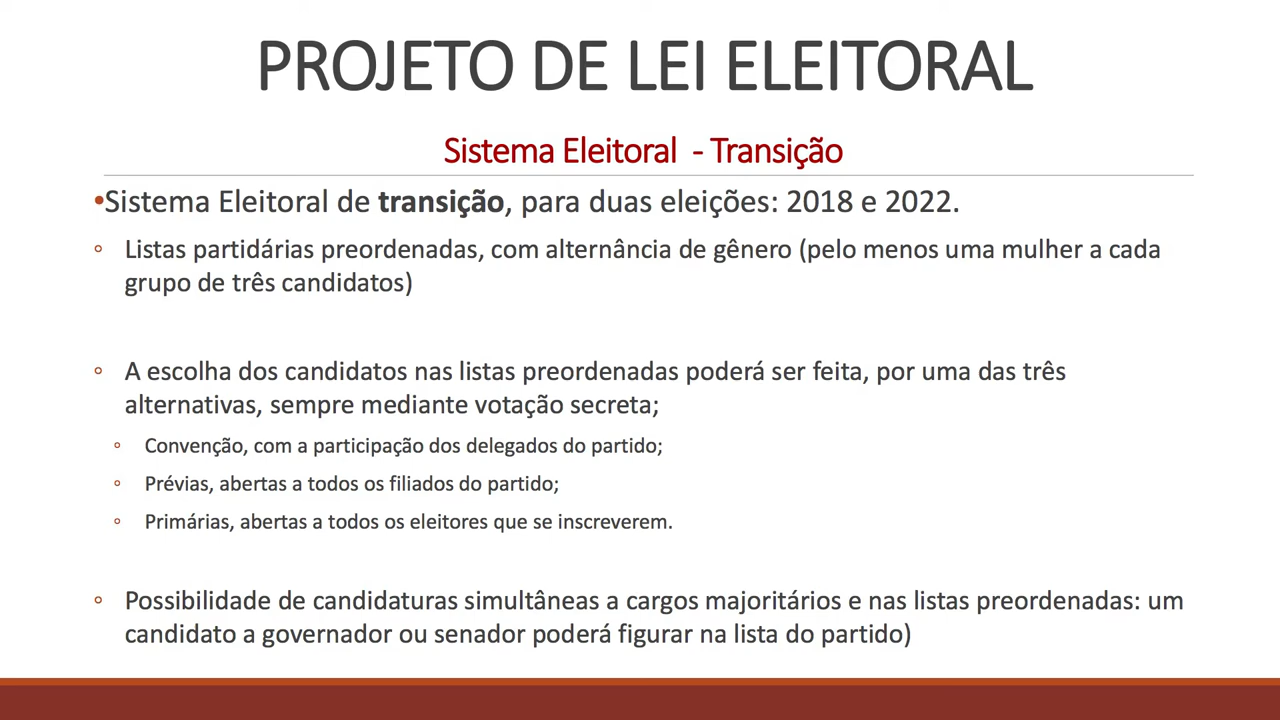 PROJETO DE LEI ELEITORAL
Sistema Eleitoral - Transição
•Sistema Eleitoral de transição, para duas eleições: 2018 e 2022.
◦ Listas partidárias preordenadas, com alternância de gênero (pelo menos uma mulher a cada
grupo de três candidatos)
◦ A escolha dos candidatos nas listas preordenadas poderá ser feita, por uma das três
alternativas, sempre mediante votação secreta;
◦ Convenção, com a participação dos delegados do partido;
◦ Prévias, abertas a todos os filiados do partido;
◦ Primárias, abertas a todos os eleitores que se inscreverem.
◦ Possibilidade de candidaturas simultâneas a cargos majoritários e nas listas preordenadas: um
candidato a governador ou senador poderá figurar na lista do partido)